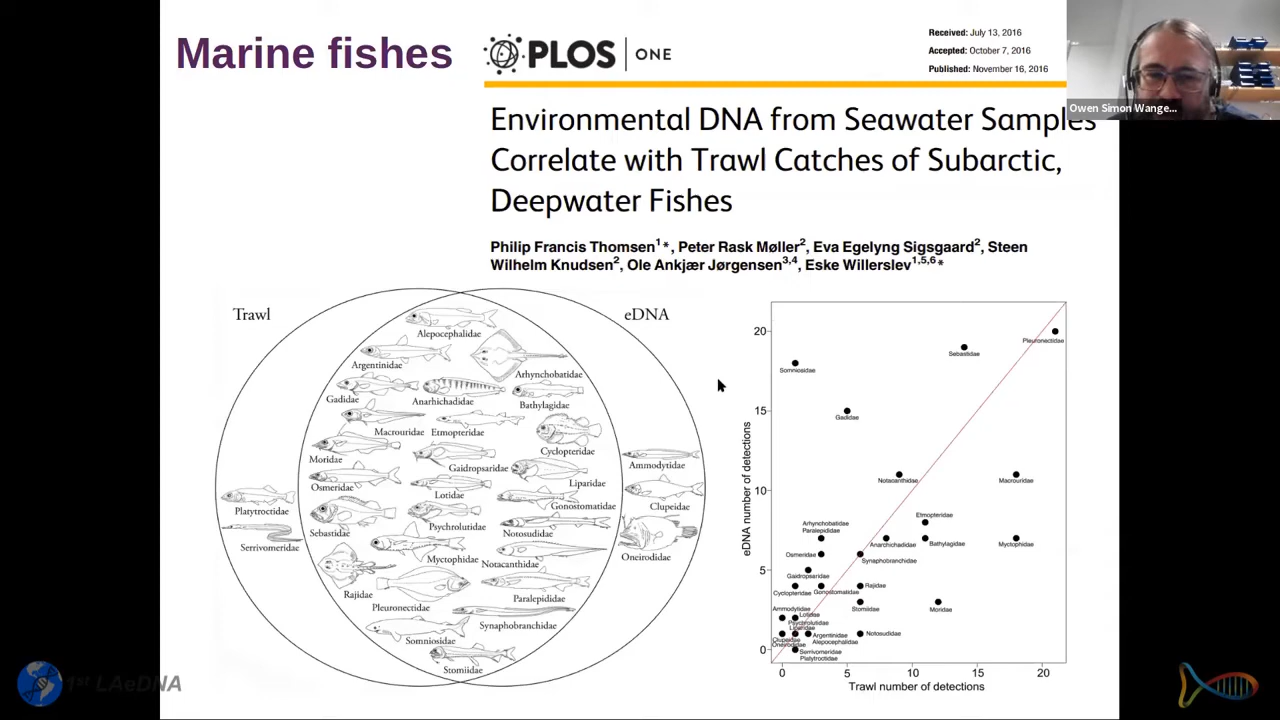 Marine fishes
PLOS | ONE
Received: July 13, 2016
Accepted: October 7, 2016
Published: November 16, 2016
Owen Simon Wange...
Environmental DNA from Seawater Samples
Correlate with Trawl Catches of Subarctic,
Deepwater Fishes
Philip Francis Thomsen1*, Peter Rask Møller2, Eva Egelyng Sigsgaard2, Steen
Wilhelm Knudsen2, Ole Ankjær Jørgensen3,4, Eske Willerslev1,5,6*
Trawl
eDNA
Alepocephalidae
Argentinidae
Arhynchobatidae
Gadidae
Anarhichadidae
Bathylagidae
Macrouridae
Etmopteridae
Cyclopteridae
Moridae
Gaidropsaridae
Liparidae
Ammodytidae
Osmeridae
Lotidae
Gonostomatidae
Clupeidae
Platytroctidae
Psychrolutidae
Sebastidae
Notosudidae
Serrivomeridae
Myctophidae
Notacanthidae
Oneirodidae
Rajidae
Pleuronectidae
Paralepididae
Synaphobranchidae
Somniosidae
Stomiidae
eDNA number of detections
20
15
10
5
0
Pleuronectidae
Sebastidae
Somniosidae
Gadidae
Notacanthidae
Macrouridae
Etmopteridae
Arhynchobatidae
Paralepididae
Anarchichadidae
Bathylagidae
Myctophidae
Osmeridae
Synaphobranchidae
Gaidropsaridae
Cyclopteridae
Gonostomatidae
Rajidae
Stomiidae
Moridae
Ammodytidae
Lotidae
Psychrolutidae
Liparidae
Clupeidae
Oneirodidae
Argentinidae
Alepocephalidae
Notosudidae
Serrivomeridae
Platytroctidae
0
5
10
15
20
Trawl number of detections
1st LAeDNA